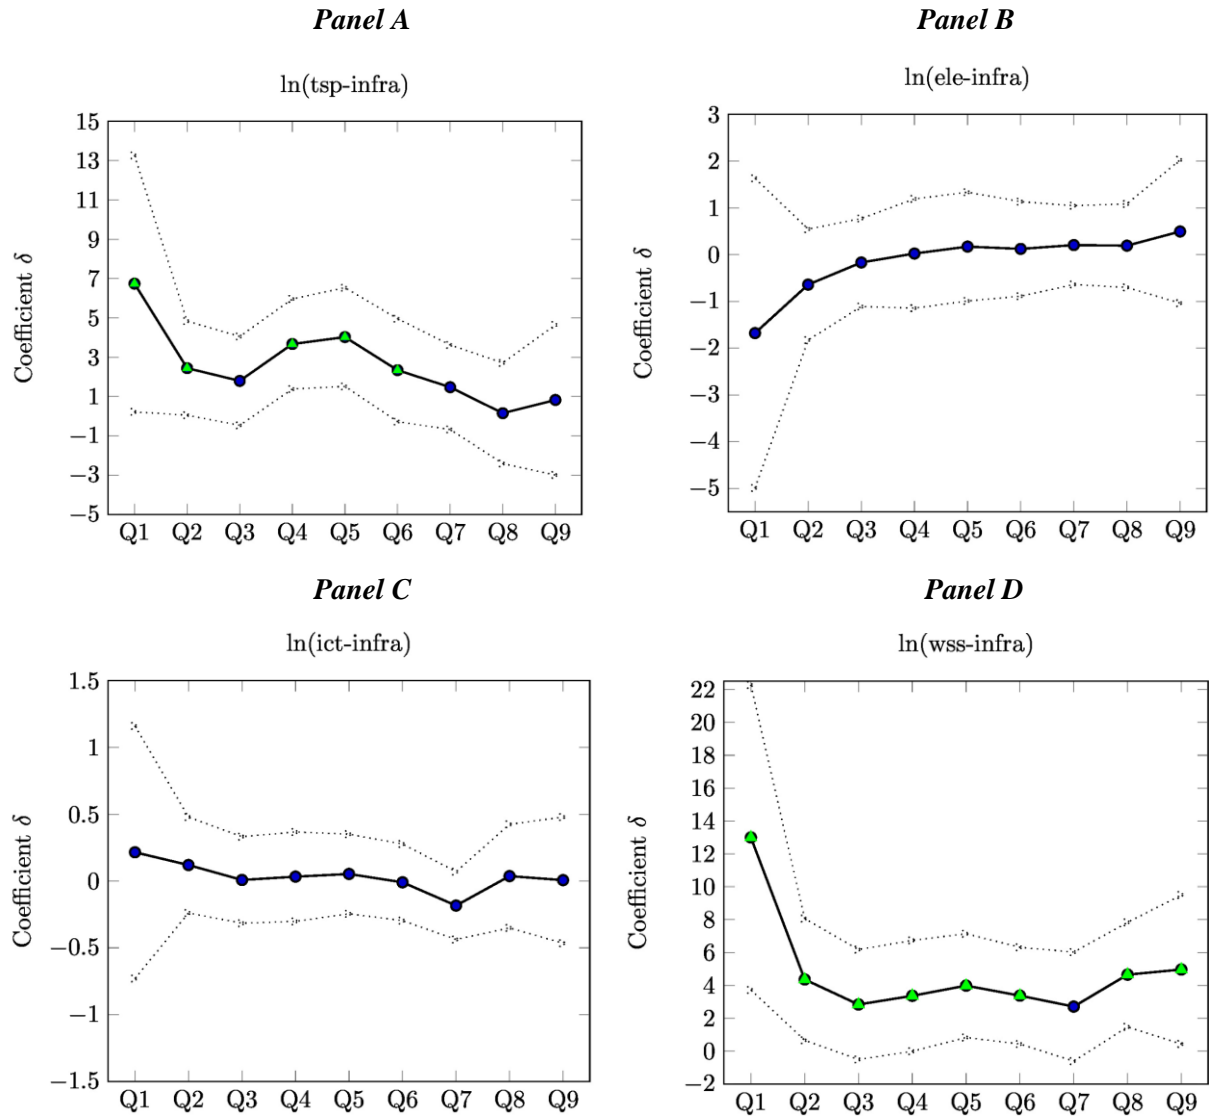 Panel A
ln(tsp-infra)
Coefficient δ
15
13
11
9
7
5
3
1
−1
−3
−5
Q1 Q2 Q3 Q4 Q5 Q6 Q7 Q8 Q9
Panel B
ln(ele-infra)
Coefficient δ
3
2
1
0
−1
−2
−3
−4
−5
Q1 Q2 Q3 Q4 Q5 Q6 Q7 Q8 Q9
Panel C
ln(ict-infra)
Coefficient δ
1.5
1
0.5
0
−0.5
−1
−1.5
Q1 Q2 Q3 Q4 Q5 Q6 Q7 Q8 Q9
Panel D
ln(wss-infra)
Coefficient δ
22
20
18
16
14
12
10
8
6
4
2
0
−2
Q1 Q2 Q3 Q4 Q5 Q6 Q7 Q8 Q9